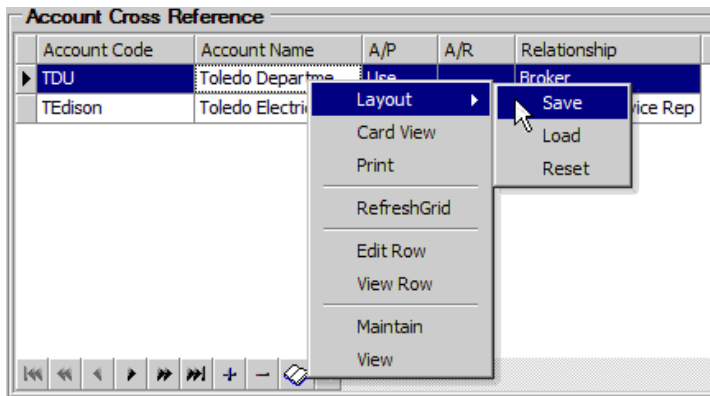 Account Cross Reference
Account Code Account Name A/P A/R Relationship
TDU Toledo Departme Use Broker
TEdison Toledo Electri vice Rep
Layout Save
Card View Load
Print Reset
RefreshGrid
Edit Row
View Row
Maintain
View